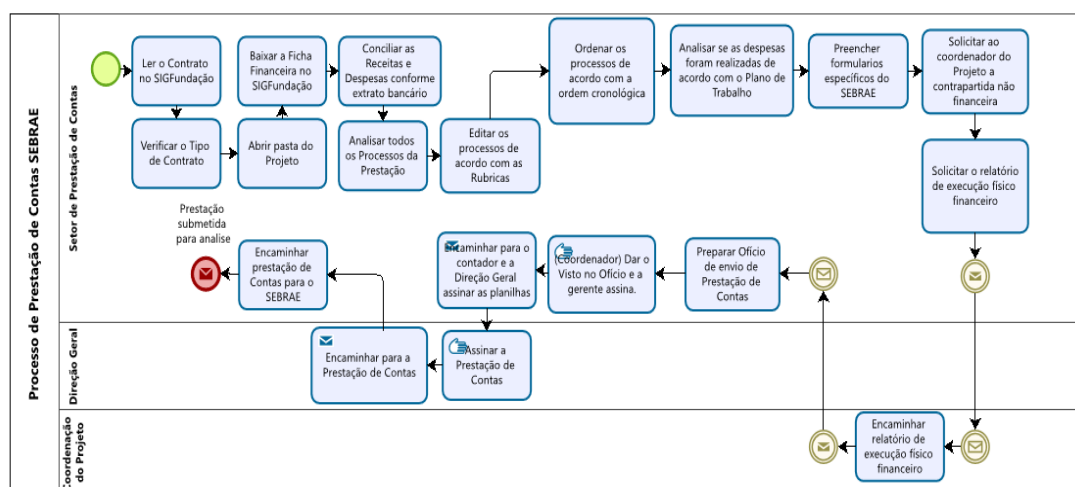 Processo de Prestação de Contas SEBRAE
Setor de Prestação de Contas
Ler o Contrato
no SIGFundação
Verificar o Tipo
de Contrato
Baixar a Ficha
Financeira no
SIGFundação
Abrir pasta do
Projeto
Conciliar as
Receitas e
Despesas conforme
extrato bancário
Analisar todos
os Processos da
Prestação
Editar os
processos de
acordo com as
Rubricas
Ordenar os
processos de
acordo com a
ordem cronológica
Analisar se as despesas
foram realizadas de
acordo com o Plano de
Trabalho
Preencher
formularios
específicos do
SEBRAE
Solicitar ao
coordenador do
Projeto a
contrapartida não
financeira
Solicitar o relatório
de execução físico
financeiro
Prestação
submetida
para analise
Encaminhar
prestação de
Contas para o
SEBRAE
Encaminhar para o
contador e a
Direção Geral
assinar as planilhas
(Coordenador) Dar o
Visto no Ofício e a
gerente assina.
Preparar Ofício
de envio de
Prestação de
Contas
Direção Geral
Encaminhar para a
Prestação de Contas
Assinar a
Prestação de
Contas
Coordenação
do Projeto
Encaminhar
relatório de
execução físico
financeiro